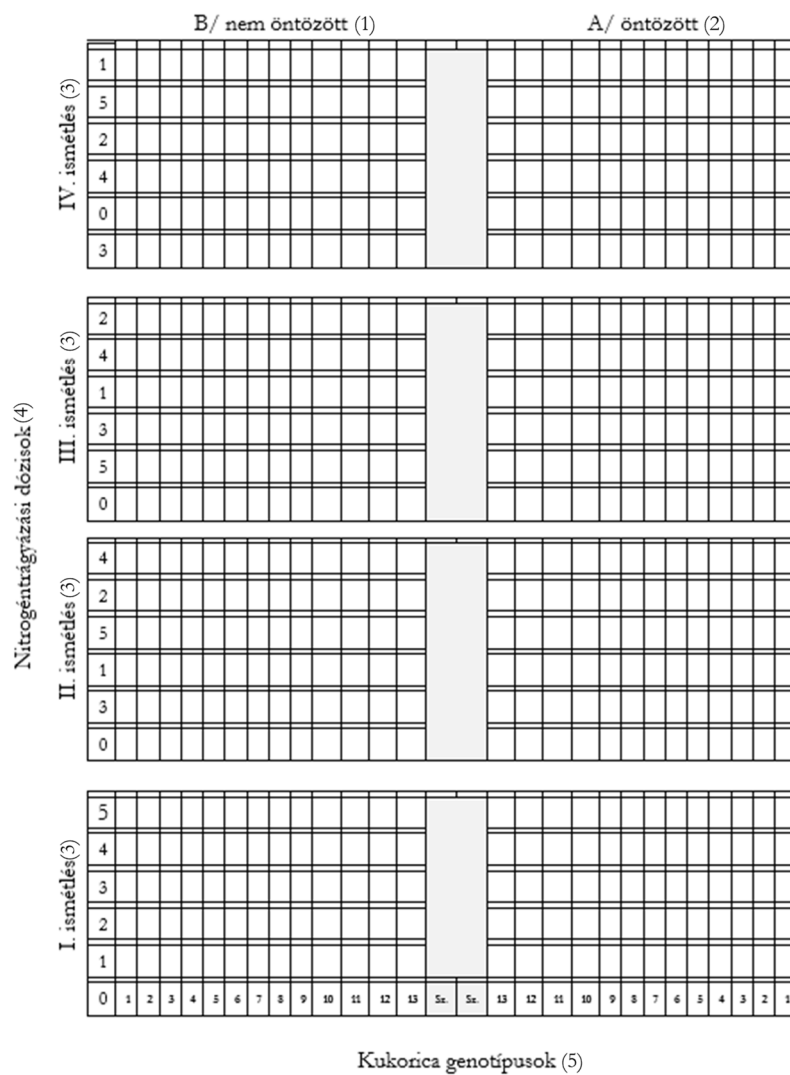 B/ nem öntözött (1) A/ öntözött (2)
Nitrogéntrágyázási dózisok (4)
IV. ismétlés (3)
1
5
2
4
0
3
III. ismétlés (3)
2
4
1
3
5
0
II. ismétlés (3)
4
2
5
1
3
0
I. ismétlés(3)
5
4
3
2
1
0 1 2 3 4 5 6 7 8 9 10 11 12 13 Sz. Sz. 13 12 11 10 9 8 7 6 5 4 3 2 1
Kukorica genotípusok (5)